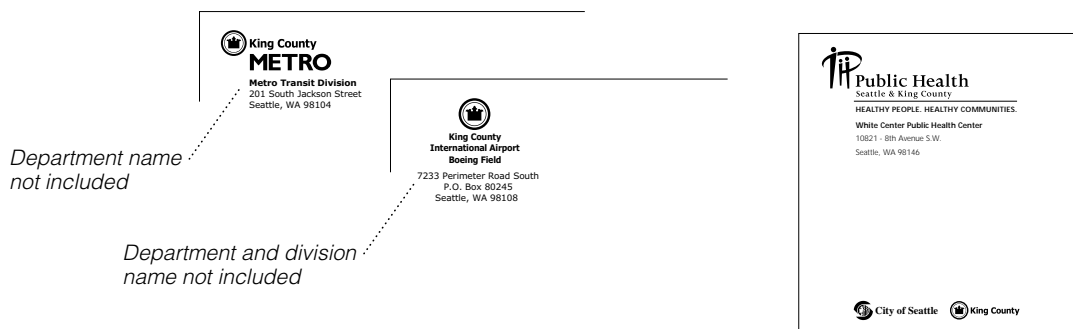 King County
METRO
Metro Transit Division
201 South Jackson Street
Seattle, WA 98104
Department name
not included
King County
International Airport
Boeing Field
7233 Perimeter Road South
P.O. Box 80245
Seattle, WA 98108
Department and division
name not included
Public Health
Seattle & King County
HEALTHY PEOPLE. HEALTHY COMMUNITIES.
White Center Public Health Center
10821 - 8th Avenue S.W.
Seattle, WA 98146
City of Seattle
King County